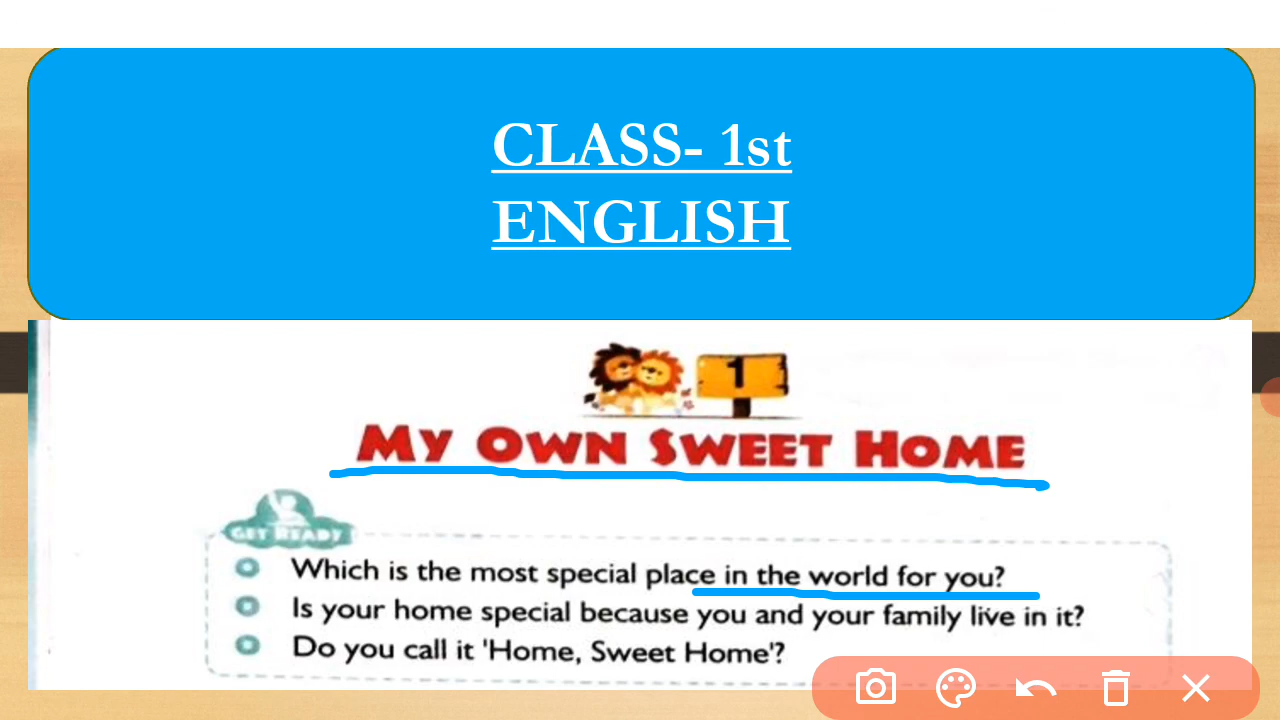 CLASS- 1st
ENGLISH
1
MY OWN SWEET HOME
GET READY
Which is the most special place in the world for you?
Is your home special because you and your family live in it?
Do you call it 'Home, Sweet Home'?